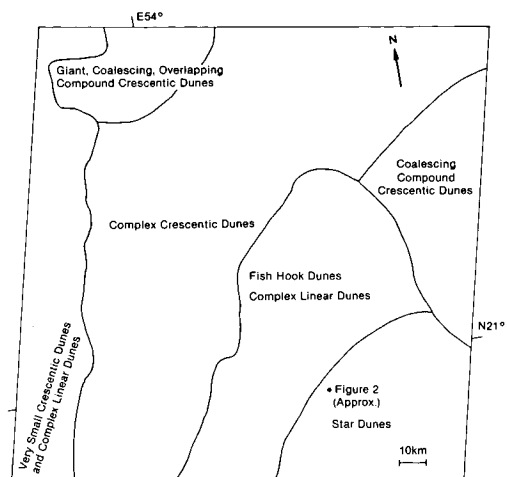 E54°
N
Giant, Coalescing, Overlapping
Compound Crescentic Dunes
Coalescing
Compound
Crescentic Dunes
Complex Crescentic Dunes
Fish Hook Dunes
Complex Linear Dunes
N21°
Very Small Crescentic Dunes
and Complex Linear Dunes
Figure 2
(Approx.)
Star Dunes
10km